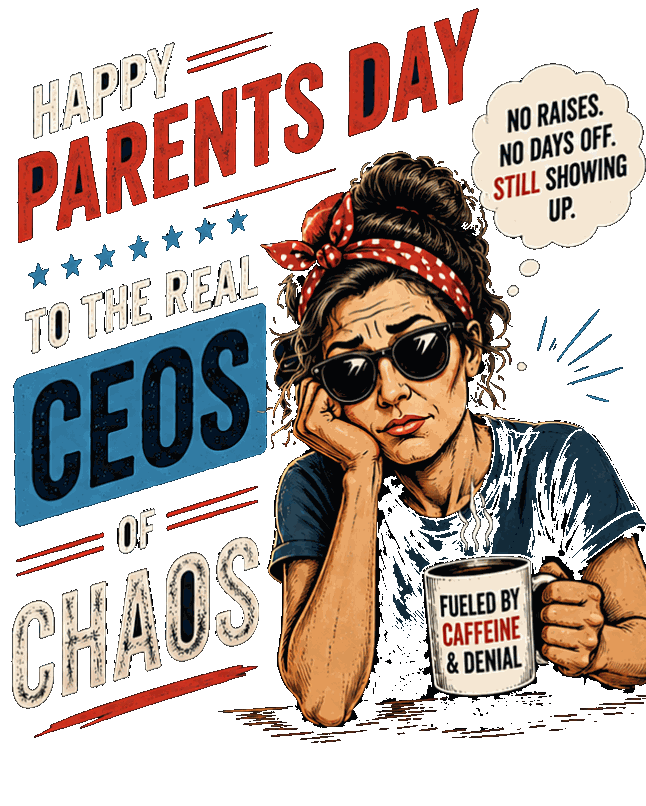 HAPPY
PARENTS DAY
TO THE REAL
CEOS
OF
CHAOS
NO RAISES.
NO DAYS OFF.
STILL SHOWING
UP.
FUELED BY
CAFFEINE
& DENIAL